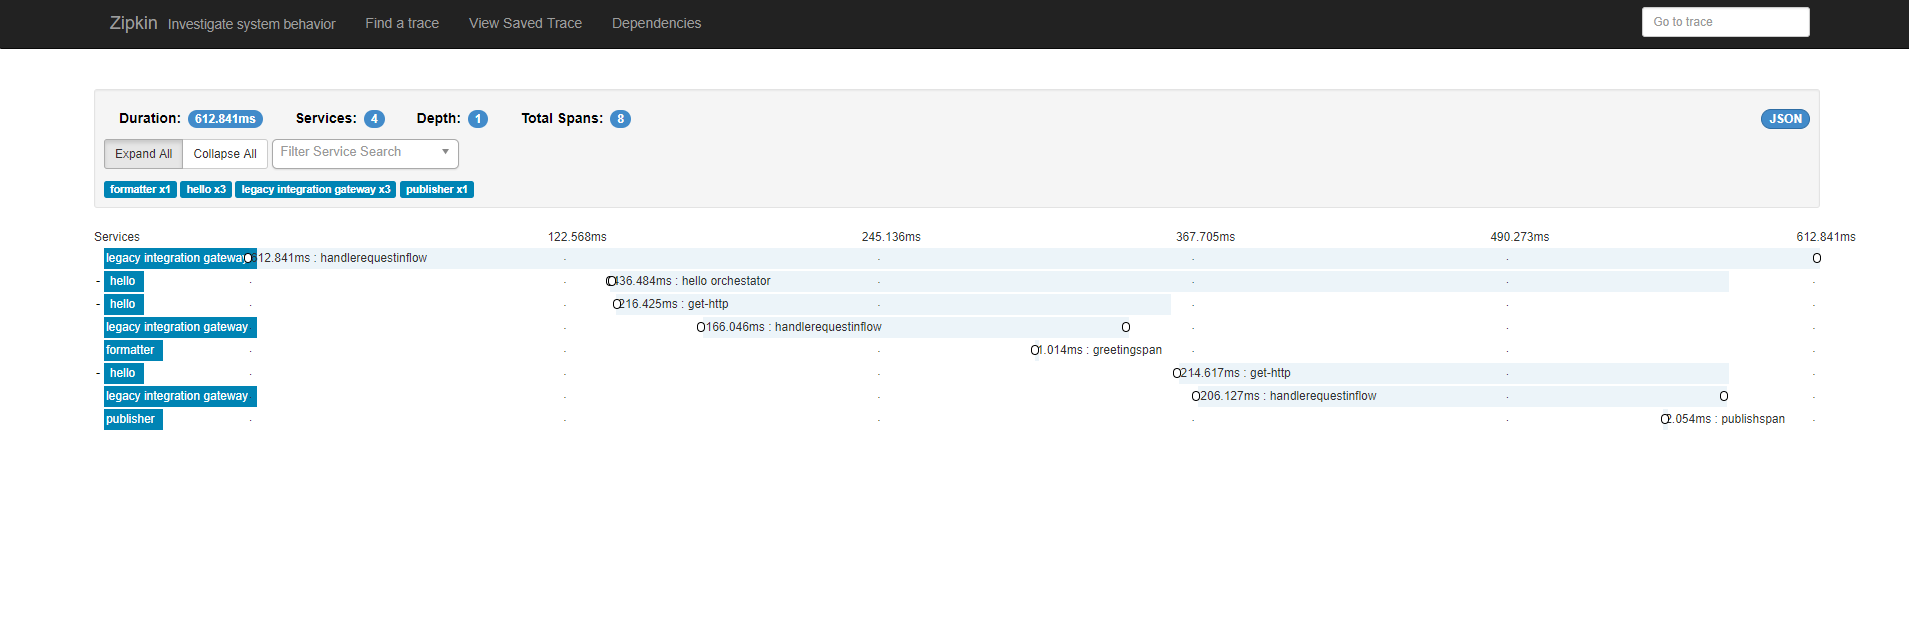 Zipkin Investigate system behavior Find a trace View Saved Trace Dependencies Go to trace
Duration: 612.841ms Services: 4 Depth: 1 Total Spans: 8 JSON
Expand All Collapse All Filter Service Search
formatter x1 hello x3 legacy integration gateway x3 publisher x1
Services 122.568ms 245.136ms 367.705ms 490.273ms 612.841ms
legacy integration gateway 612.841ms : handlerequestinflow
- hello 436.484ms : hello orchestator
- hello 216.425ms : get-http
legacy integration gateway 166.046ms : handlerequestinflow
formatter 1.014ms : greetingspan
- hello 214.617ms : get-http
legacy integration gateway 206.127ms : handlerequestinflow
publisher 2.054ms : publishspan